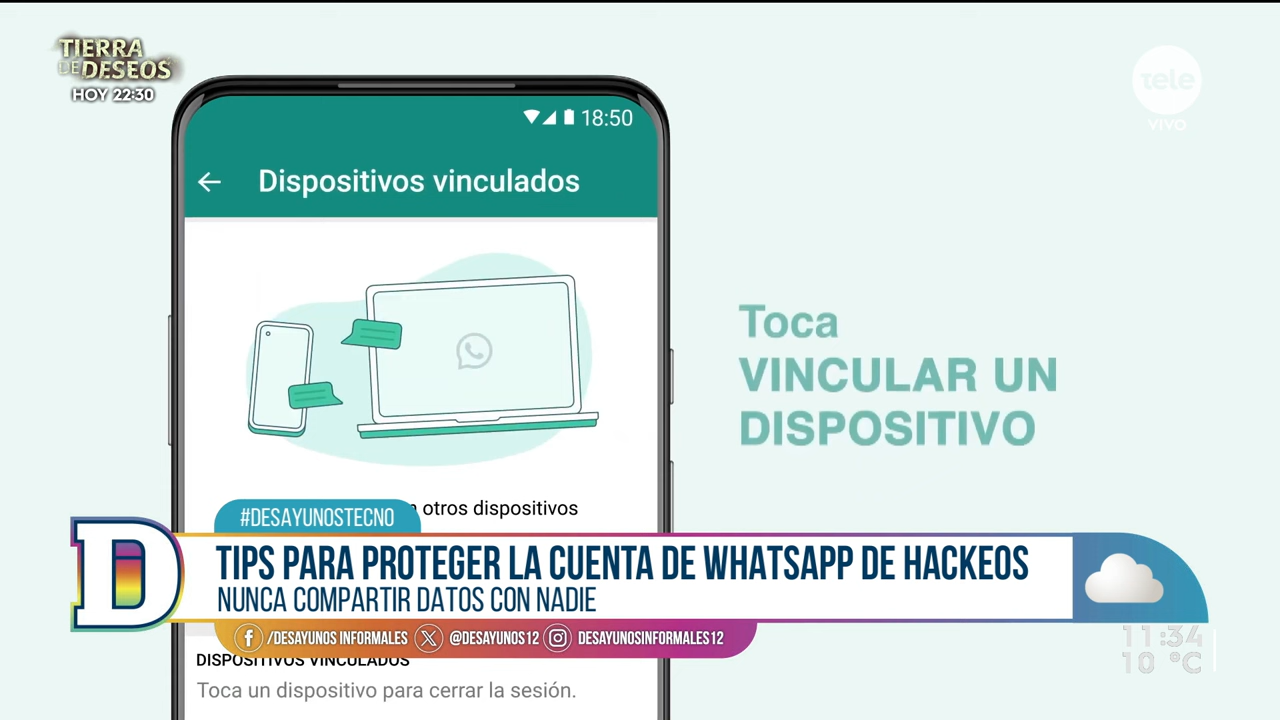 TIERRA
DE DESEOS
HOY 22:30
tele
VIVO
18:50
Dispositivos vinculados
Toca
VINCULAR UN
DISPOSITIVO
otros dispositivos
#DESAYUNOSTECNO
D
TIPS PARA PROTEGER LA CUENTA DE WHATSAPP DE HACKEOS
NUNCA COMPARTIR DATOS CON NADIE
/DESAYUNOS INFORMALES @DESAYUNOS12 DESAYUNOSINFORMALES12
11:34
10 °C
DISPOSITIVOS VINCULADOS
Toca un dispositivo para cerrar la sesión.